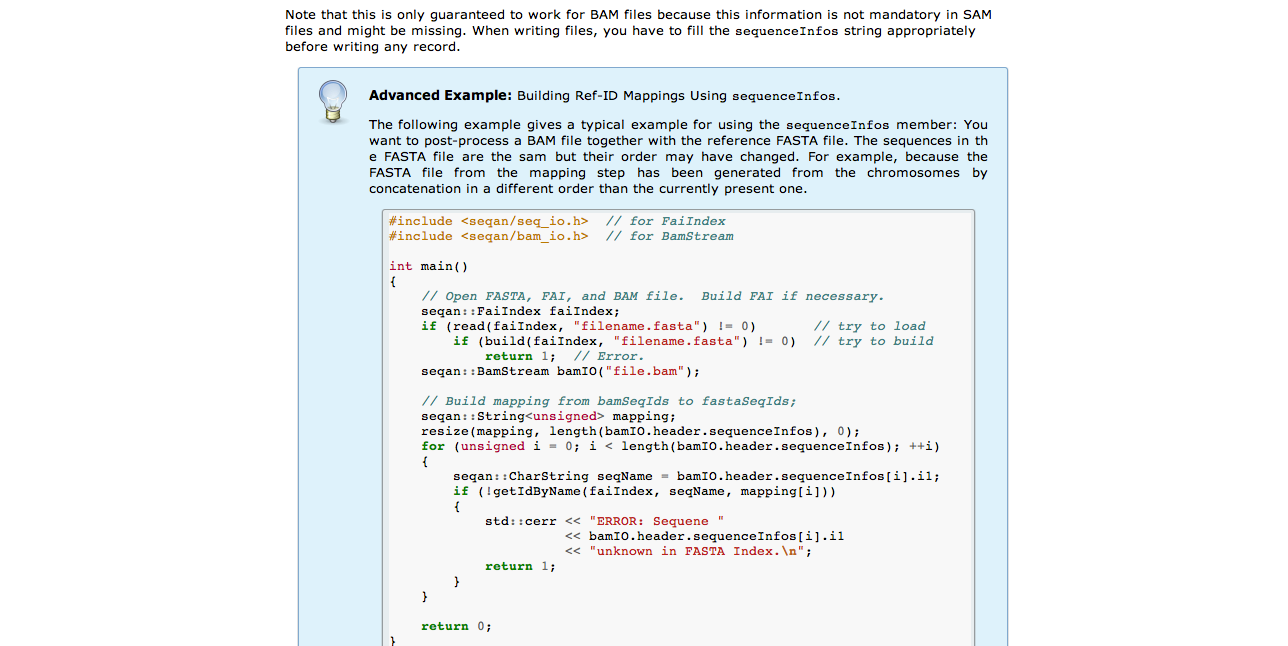 Note that this is only guaranteed to work for BAM files because this information is not mandatory in SAM
files and might be missing. When writing files, you have to fill the sequenceInfos string appropriately
before writing any record.
Advanced Example: Building Ref-ID Mappings Using sequenceInfos.
The following example gives a typical example for using the sequenceInfos member: You
want to post-process a BAM file together with the reference FASTA file. The sequences in th
e FASTA file are the sam but their order may have changed. For example, because the
FASTA file from the mapping step has been generated from the chromosomes by
concatenation in a different order than the currently present one.
#include <seqan/seq_io.h>  // for FaiIndex
#include <seqan/bam_io.h>  // for BamStream
int main()
{
    // Open FASTA, FAI, and BAM file.  Build FAI if necessary.
    seqan::FaiIndex faiIndex;
    if (read(faiIndex, "filename.fasta") != 0)       // try to load
        if (build(faiIndex, "filename.fasta") != 0)  // try to build
            return 1;  // Error.
    seqan::BamStream bamIO("file.bam");
    // Build mapping from bamSeqIds to fastaSeqIds;
    seqan::String<unsigned> mapping;
    resize(mapping, length(bamIO.header.sequenceInfos), 0);
    for (unsigned i = 0; i < length(bamIO.header.sequenceInfos); ++i)
    {
        seqan::CharString seqName = bamIO.header.sequenceInfos[i].i1;
        if (!getIdByName(faiIndex, seqName, mapping[i]))
        {
            std::cerr << "ERROR: Sequene "
                      << bamIO.header.sequenceInfos[i].i1
                      << "unknown in FASTA Index.\n";
            return 1;
        }
    }
    return 0;
}